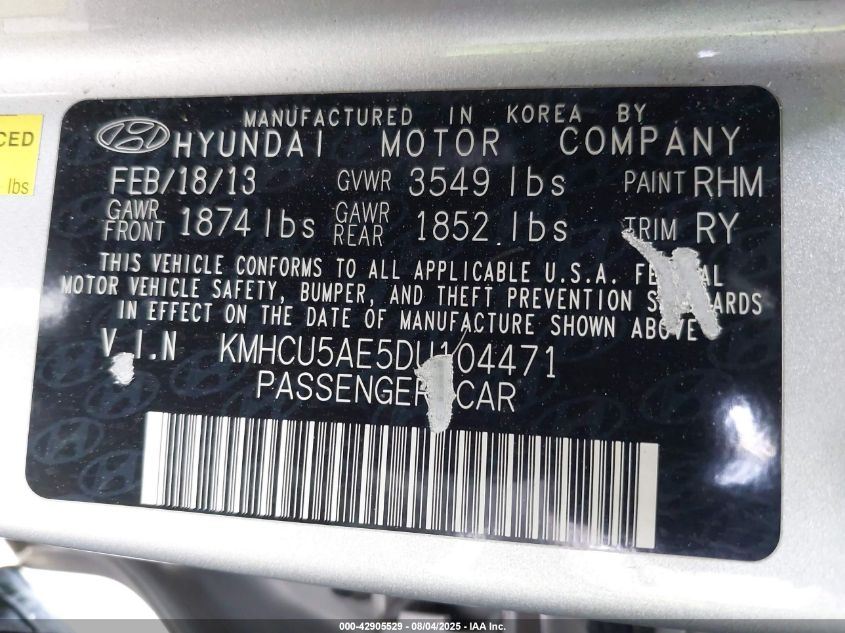 MANUFACTURED IN KOREA BY
HYUNDAI MOTOR COMPANY
CED
lbs
FEB/18/13 GVWR 3549 lbs PAINT RHM
GAWR FRONT 1874 lbs GAWR REAR 1852 lbs TRIM RY
THIS VEHICLE CONFORMS TO ALL APPLICABLE U.S.A.
MOTOR VEHICLE SAFETY, BUMPER, AND THEFT PREVENTION
IN EFFECT ON THE DATE OF MANUFACTURE SHOWN ABOVE
V.I.N KMHCU5AE5DU104471
PASSENGER CAR
000-42905529 - 08/04/2025 - IAA Inc.